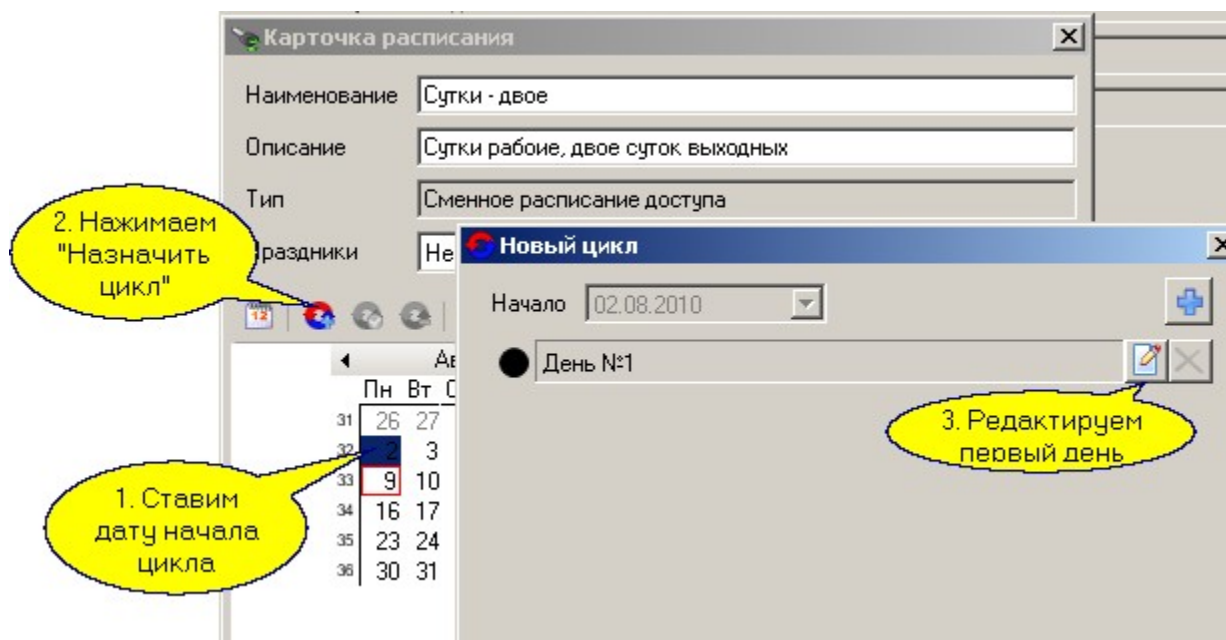 Карточка расписания
Наименование Сутки - двое
Описание Сутки рабоие, двое суток выходных
Тип Сменное расписание доступа
2. Нажимаем
"Назначить
цикл"
раздники Не
Новый цикл
Начало 02.08.2010
12
День №1
Ав
Пн Вт С
31 26 27
32 2 3
33 9 10
34 16 17
35 23 24
36 30 31
3. Редактируем
первый день
1. Ставим
дату начала
цикла